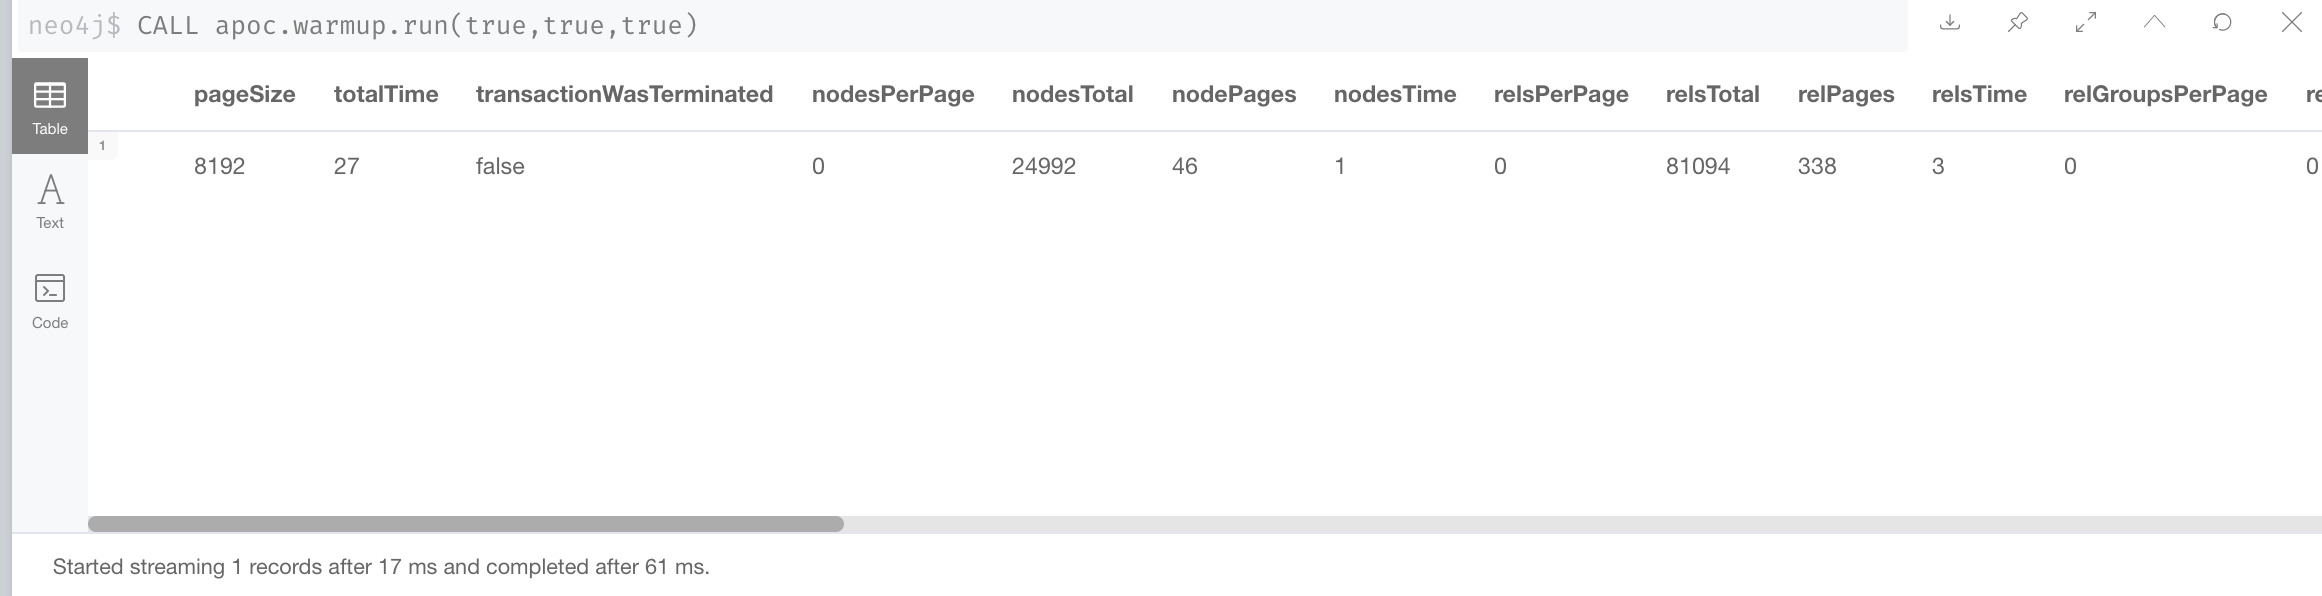 neo4j$ CALL apoc.warmup.run(true,true,true)
pageSize totalTime transactionWasTerminated nodesPerPage nodesTotal nodePages nodesTime relsPerPage relsTotal relPages relsTime relGroupsPerPage re
1
8192 27 false 0 24992 46 1 0 81094 338 3 0 0
Table
Text
Code
Started streaming 1 records after 17 ms and completed after 61 ms.